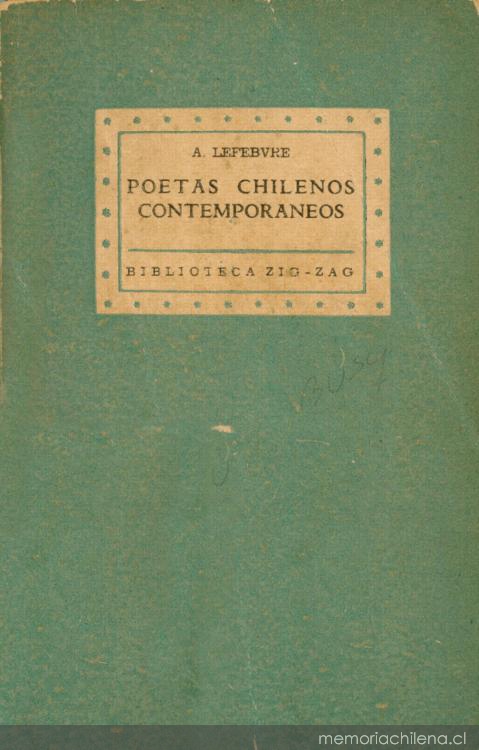 A. LEFEBVRE
POETAS CHILENOS
CONTEMPORANEOS
BIBLIOTECA ZIG-ZAG
memoriachilena.cl